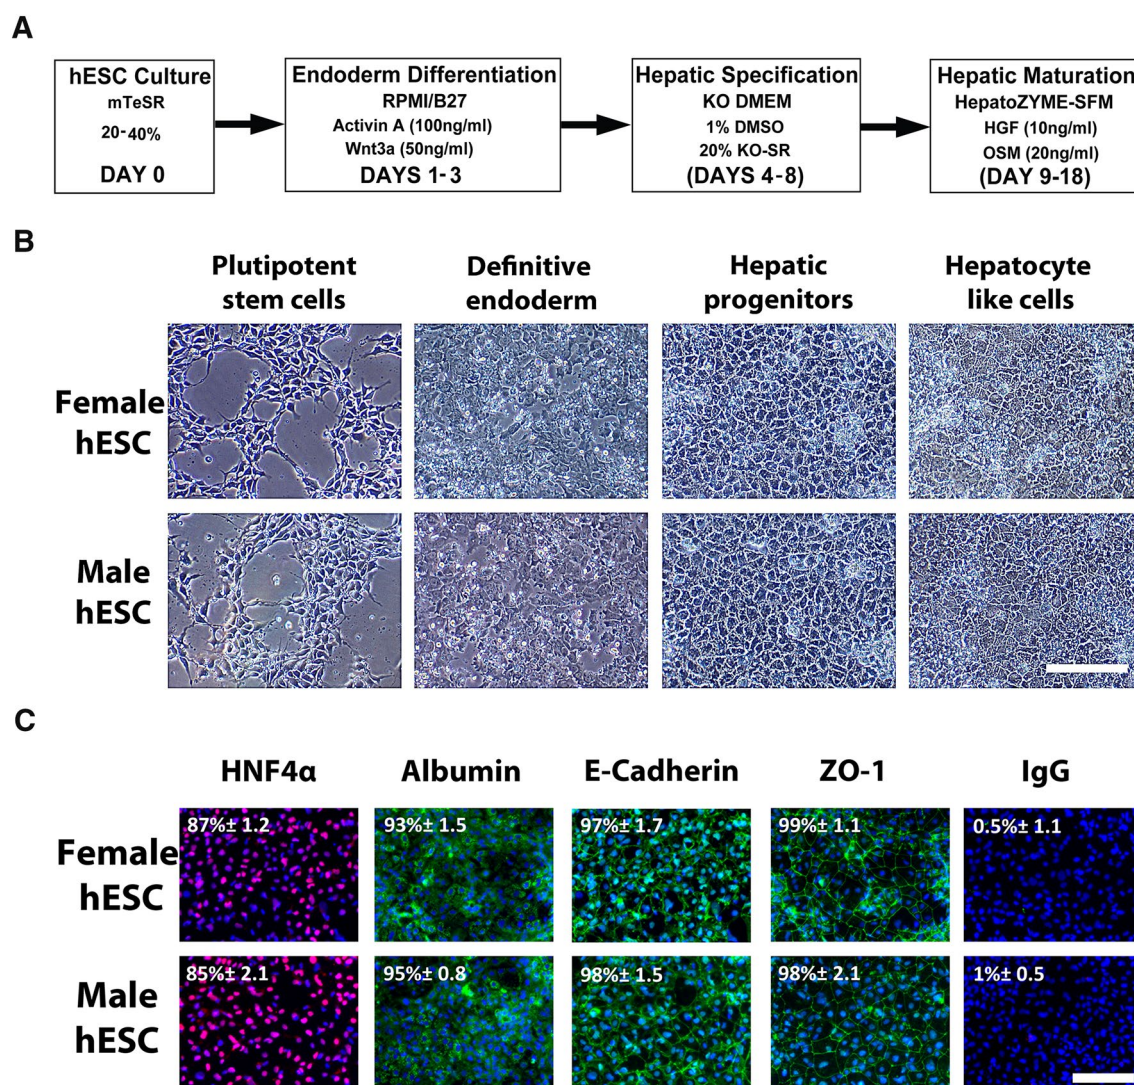 A
hESC Culture
mTeSR
20-40%
DAY 0
Endoderm Differentiation
RPMI/B27
Activin A (100ng/ml)
Wnt3a (50ng/ml)
DAYS 1-3
Hepatic Specification
KO DMEM
1% DMSO
20% KO-SR
(DAYS 4-8)
Hepatic Maturation
HepatoZYME-SFM
HGF (10ng/ml)
OSM (20ng/ml)
(DAY 9-18)
B
Plutipotent
stem cells
Definitive
endoderm
Hepatic
progenitors
Hepatocyte
like cells
Female
hESC
Male
hESC
C
HNF4α
Albumin
E-Cadherin
ZO-1
IgG
Female
hESC
87%± 1.2
93%± 1.5
97%± 1.7
99%± 1.1
0.5%± 1.1
Male
hESC
85%± 2.1
95%± 0.8
98%± 1.5
98%± 2.1
1%± 0.5